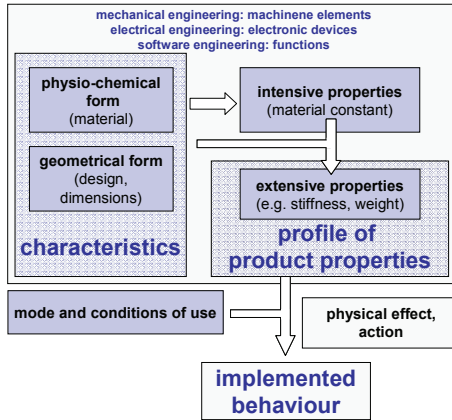 mechanical engineering: machinene elements
electrical engineering: electronic devices
software engineering: functions
physio-chemical
form
(material)
intensive properties
(material constant)
geometrical form
(design,
dimensions)
extensive properties
(e.g. stiffness, weight)
characteristics
profile of
product properties
mode and conditions of use
physical effect,
action
implemented
behaviour